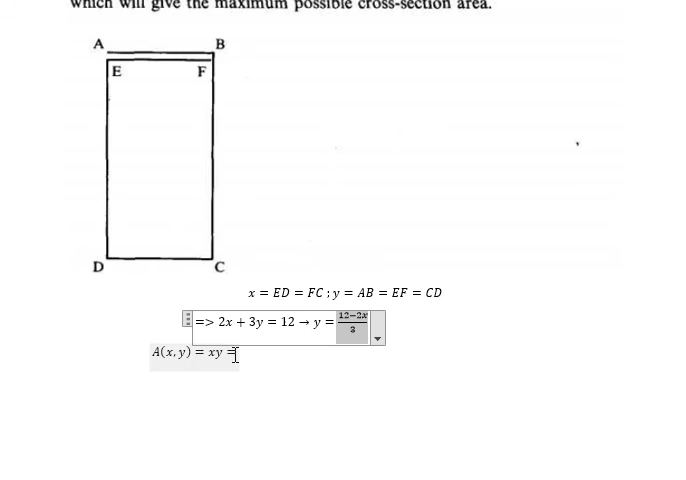 which will give the maximum possible cross-section area.
A B
E F
D C
x = ED = FC ; y = AB = EF = CD
=> 2x + 3y = 12 → y = 12−2x / 3
A(x, y) = xy =